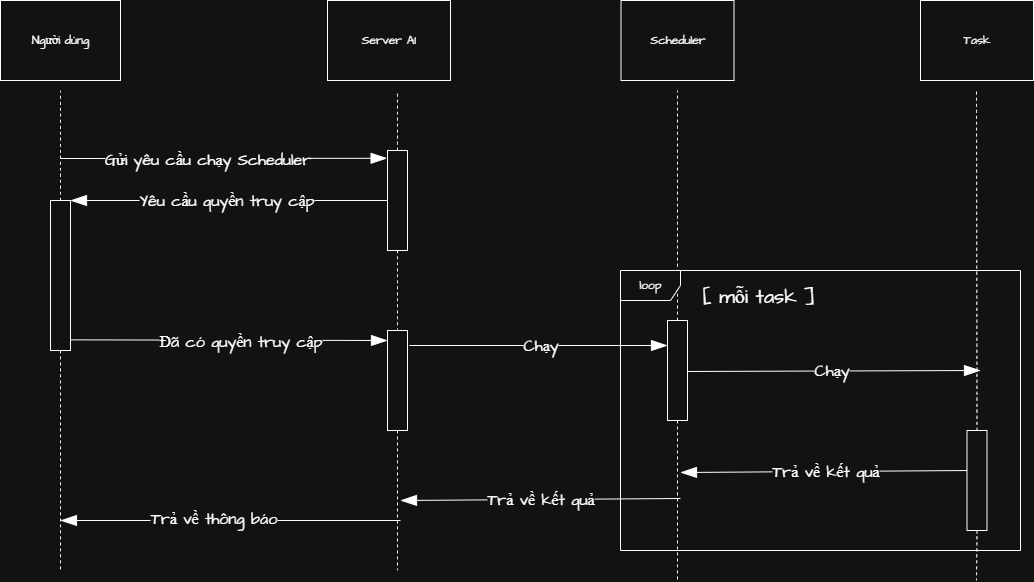 Người dùng
Server AI
Scheduler
Task
Gửi yêu cầu chạy Scheduler
Yêu cầu quyền truy cập
loop
[ mỗi task ]
Đã có quyền truy cập
Chạy
Chạy
Trả về kết quả
Trả về kết quả
Trả về thông báo